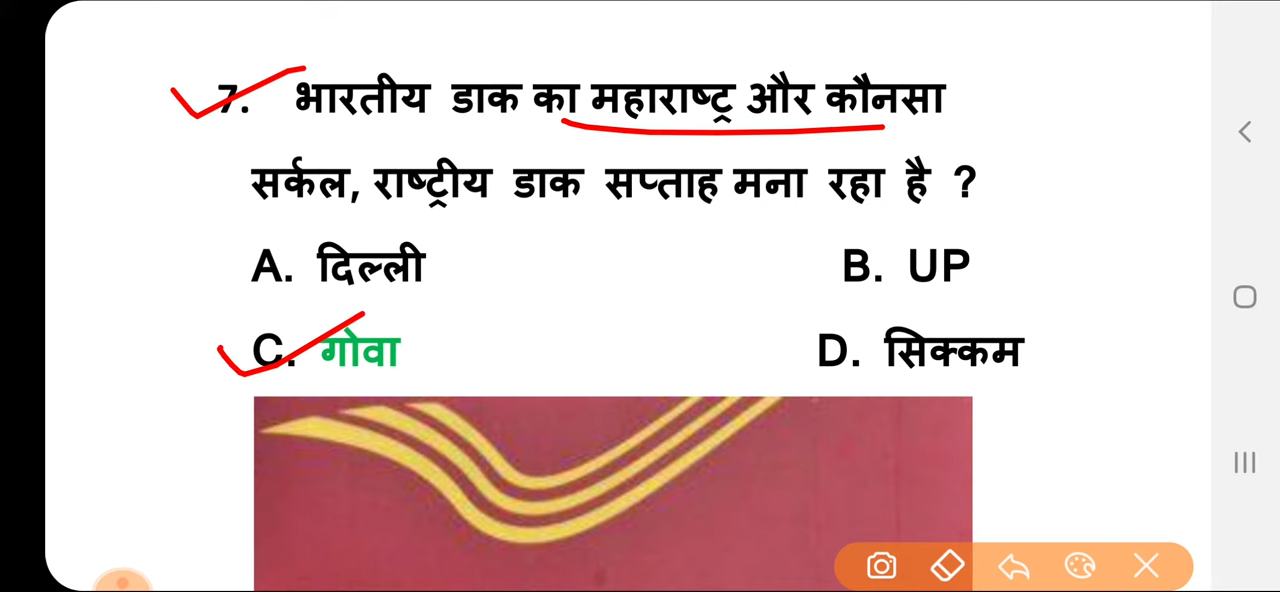 7. भारतीय डाक का महाराष्ट्र और कौनसा
सर्कल, राष्ट्रीय डाक सप्ताह मना रहा है ?
A. दिल्ली B. UP
C. गोवा D. सिक्कम